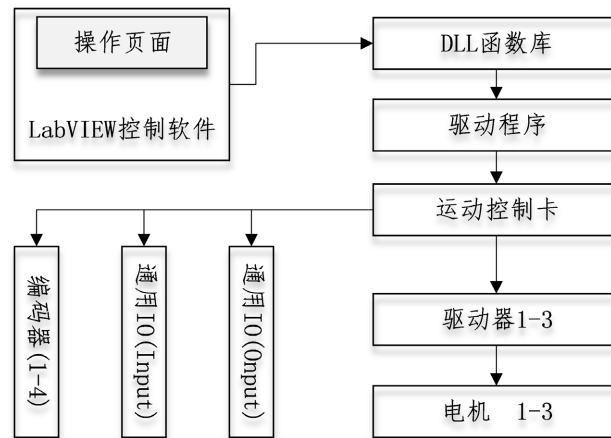 操作页面
LabVIEW控制软件
DLL函数库
驱动程序
运动控制卡
编码器(1-4)
通用IO(Input)
通用IO(Onput)
驱动器1-3
电机 1-3